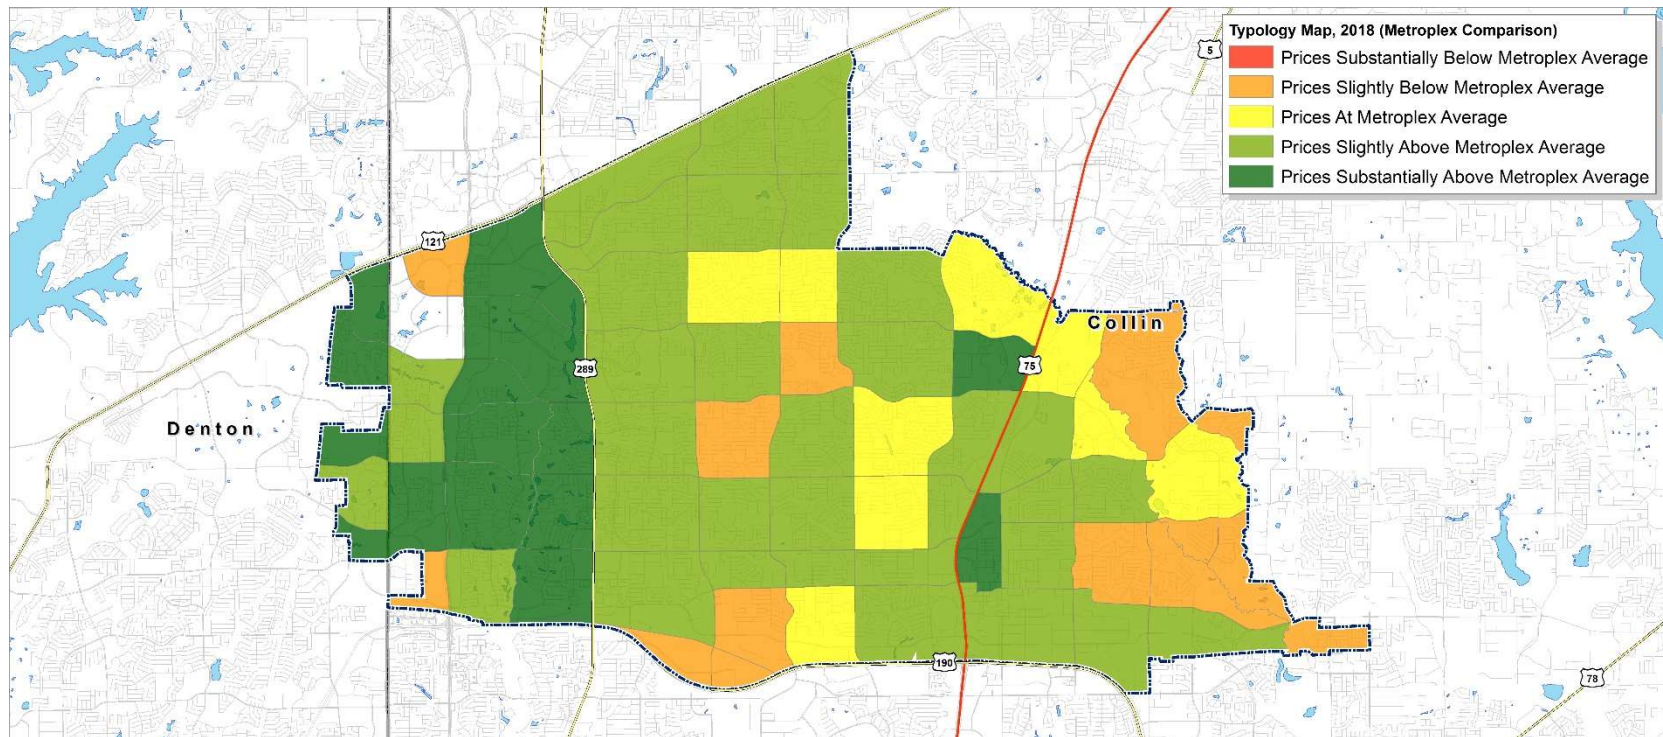 Typology Map, 2018 (Metroplex Comparison)
Prices Substantially Below Metroplex Average
Prices Slightly Below Metroplex Average
Prices At Metroplex Average
Prices Slightly Above Metroplex Average
Prices Substantially Above Metroplex Average
5
121
Collin
75
289
Denton
190
78